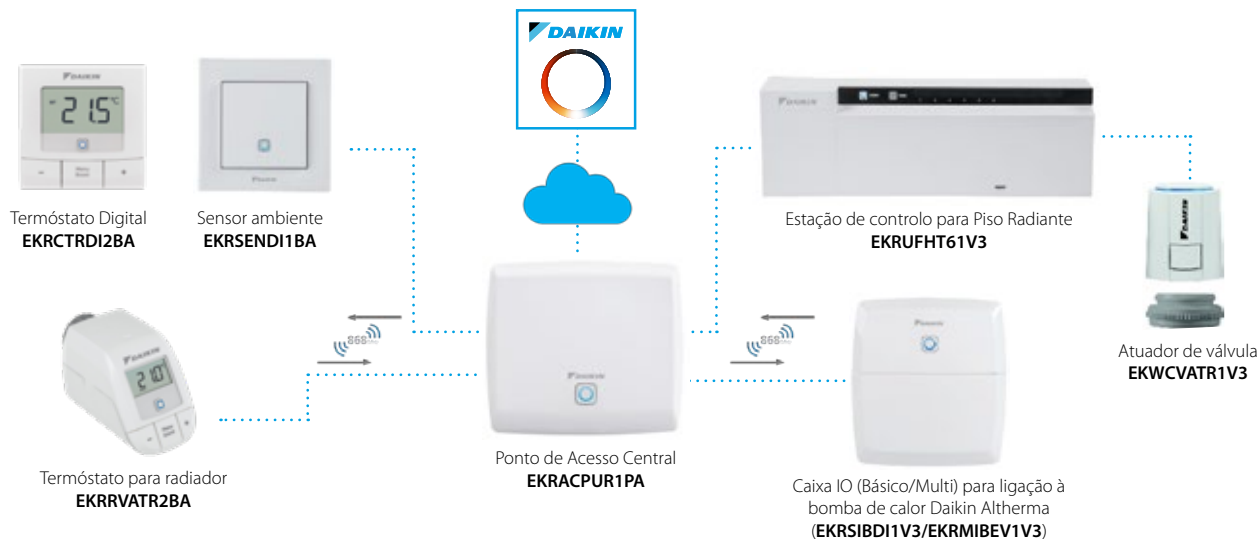 DAIKIN
DAIKIN
21.5 °C
Termóstato Digital
EKRCTRDI2BA
Sensor ambiente
EKRSENDI1BA
DAIKIN
Estação de controlo para Piso Radiante
EKRUFHT61V3
DAIKIN
Atuador de válvula
EKWCVATR1V3
868
868
DAIKIN
21.0
Termóstato para radiador
EKRRVATR2BA
DAIKIN
Ponto de Acesso Central
EKRACPUR1PA
DAIKIN
Caixa IO (Básico/Multi) para ligação à
bomba de calor Daikin Altherma
(EKRSIBDI1V3/EKRMIBEV1V3)